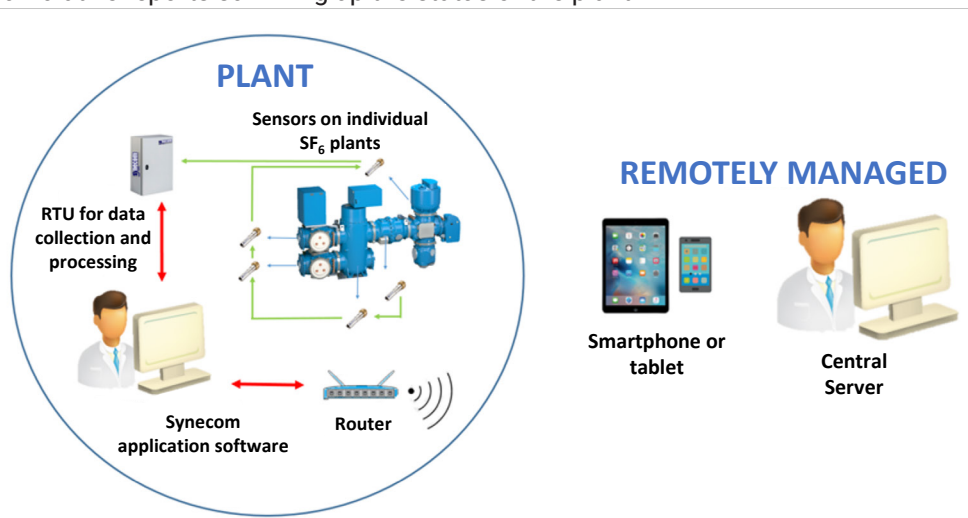 PLANT
Sensors on individual
SF6 plants
RTU for data
collection and
processing
Synecom
application software
Router
REMOTELY MANAGED
Smartphone or
tablet
Central
Server